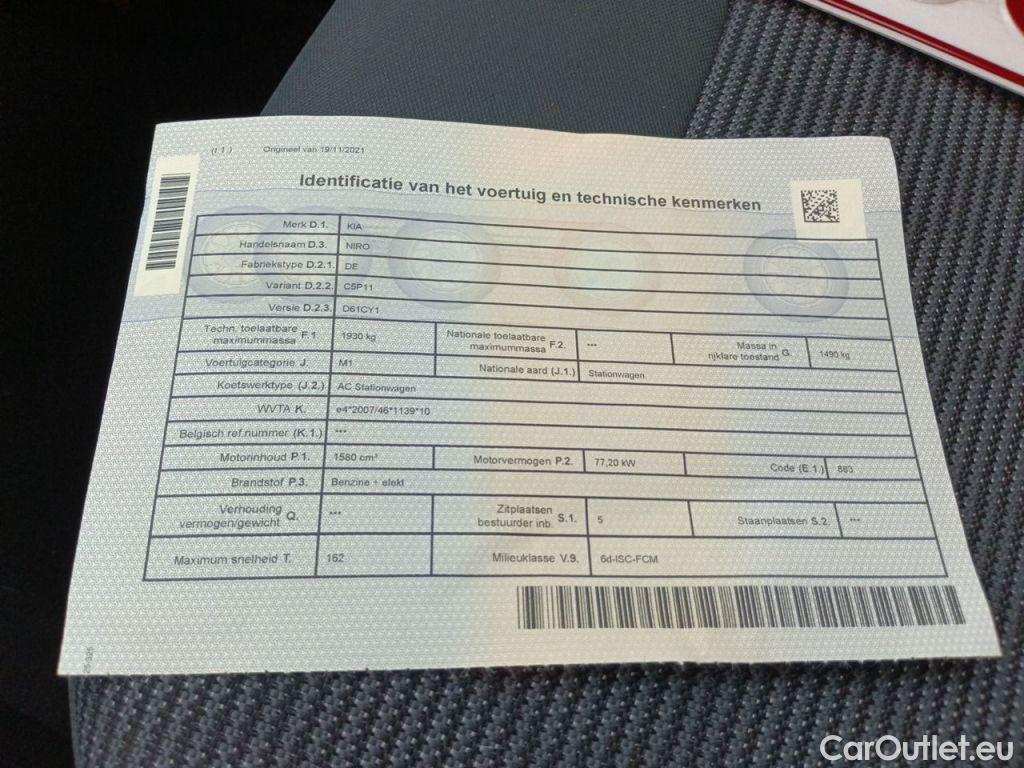 (I.1.) Origineel van 19/11/2021
Identificatie van het voertuig en technische kenmerken
Merk D.1. KIA
Handelsnaam D.3. NIRO
Fabriekstype D.2.1. DE
Variant D.2.2. C5P11
Versie D.2.3. D61CY1
Techn. toelaatbare maximummassa F.1. 1930 kg Nationale toelaatbare maximummassa F.2. *** Massa in rijklare toestand G. 1490 kg
Voertuigcategorie J. M1 Nationale aard (J.1.) Stationwagen
Koetswerktype (J.2.) AC Stationwagen
WVTA K. e4*2007/46*1139*10
Belgisch ref.nummer (K.1.) ***
Motorinhoud P.1. 1580 cm³ Motorvermogen P.2. 77,20 kW Code (E.1.) 883
Brandstof P.3. Benzine + elekt
Verhouding vermogen/gewicht Q. *** Zitplaatsen bestuurder inb. S.1. 5 Staanplaatsen S.2. ***
Maximum snelheid T. 162 Milieuklasse V.9. 6d-ISC-FCM
CarOutlet.eu